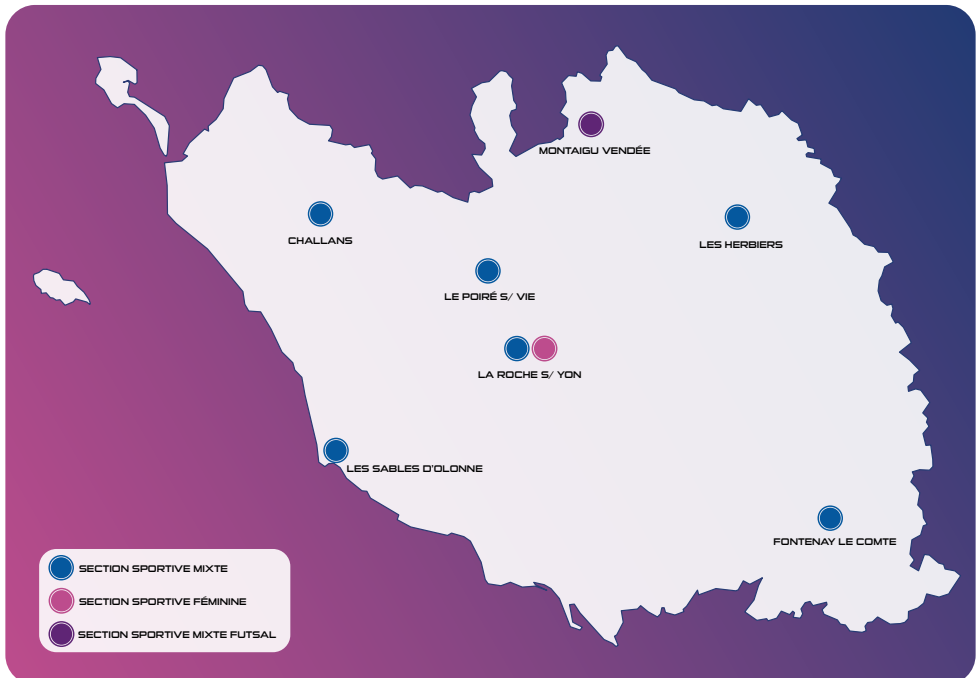 MONTAIGU VENDÉE
CHALLANS
LES HERBIERS
LE POIRÉ S/ VIE
LA ROCHE S/ YON
LES SABLES D'OLONNE
FONTENAY LE COMTE
SECTION SPORTIVE MIXTE
SECTION SPORTIVE FÉMININE
SECTION SPORTIVE MIXTE FUTSAL